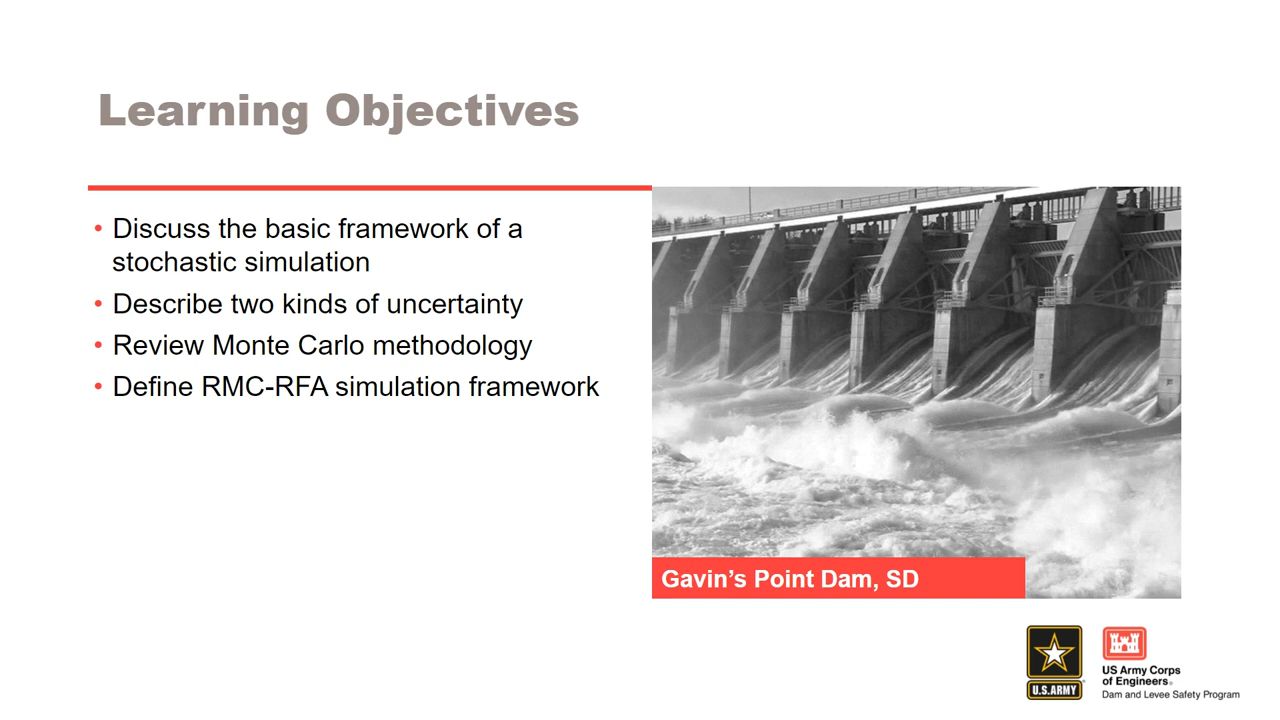 Learning Objectives
• Discuss the basic framework of a
stochastic simulation
• Describe two kinds of uncertainty
• Review Monte Carlo methodology
• Define RMC-RFA simulation framework
Gavin’s Point Dam, SD
U.S.ARMY
US Army Corps
of Engineers®
Dam and Levee Safety Program